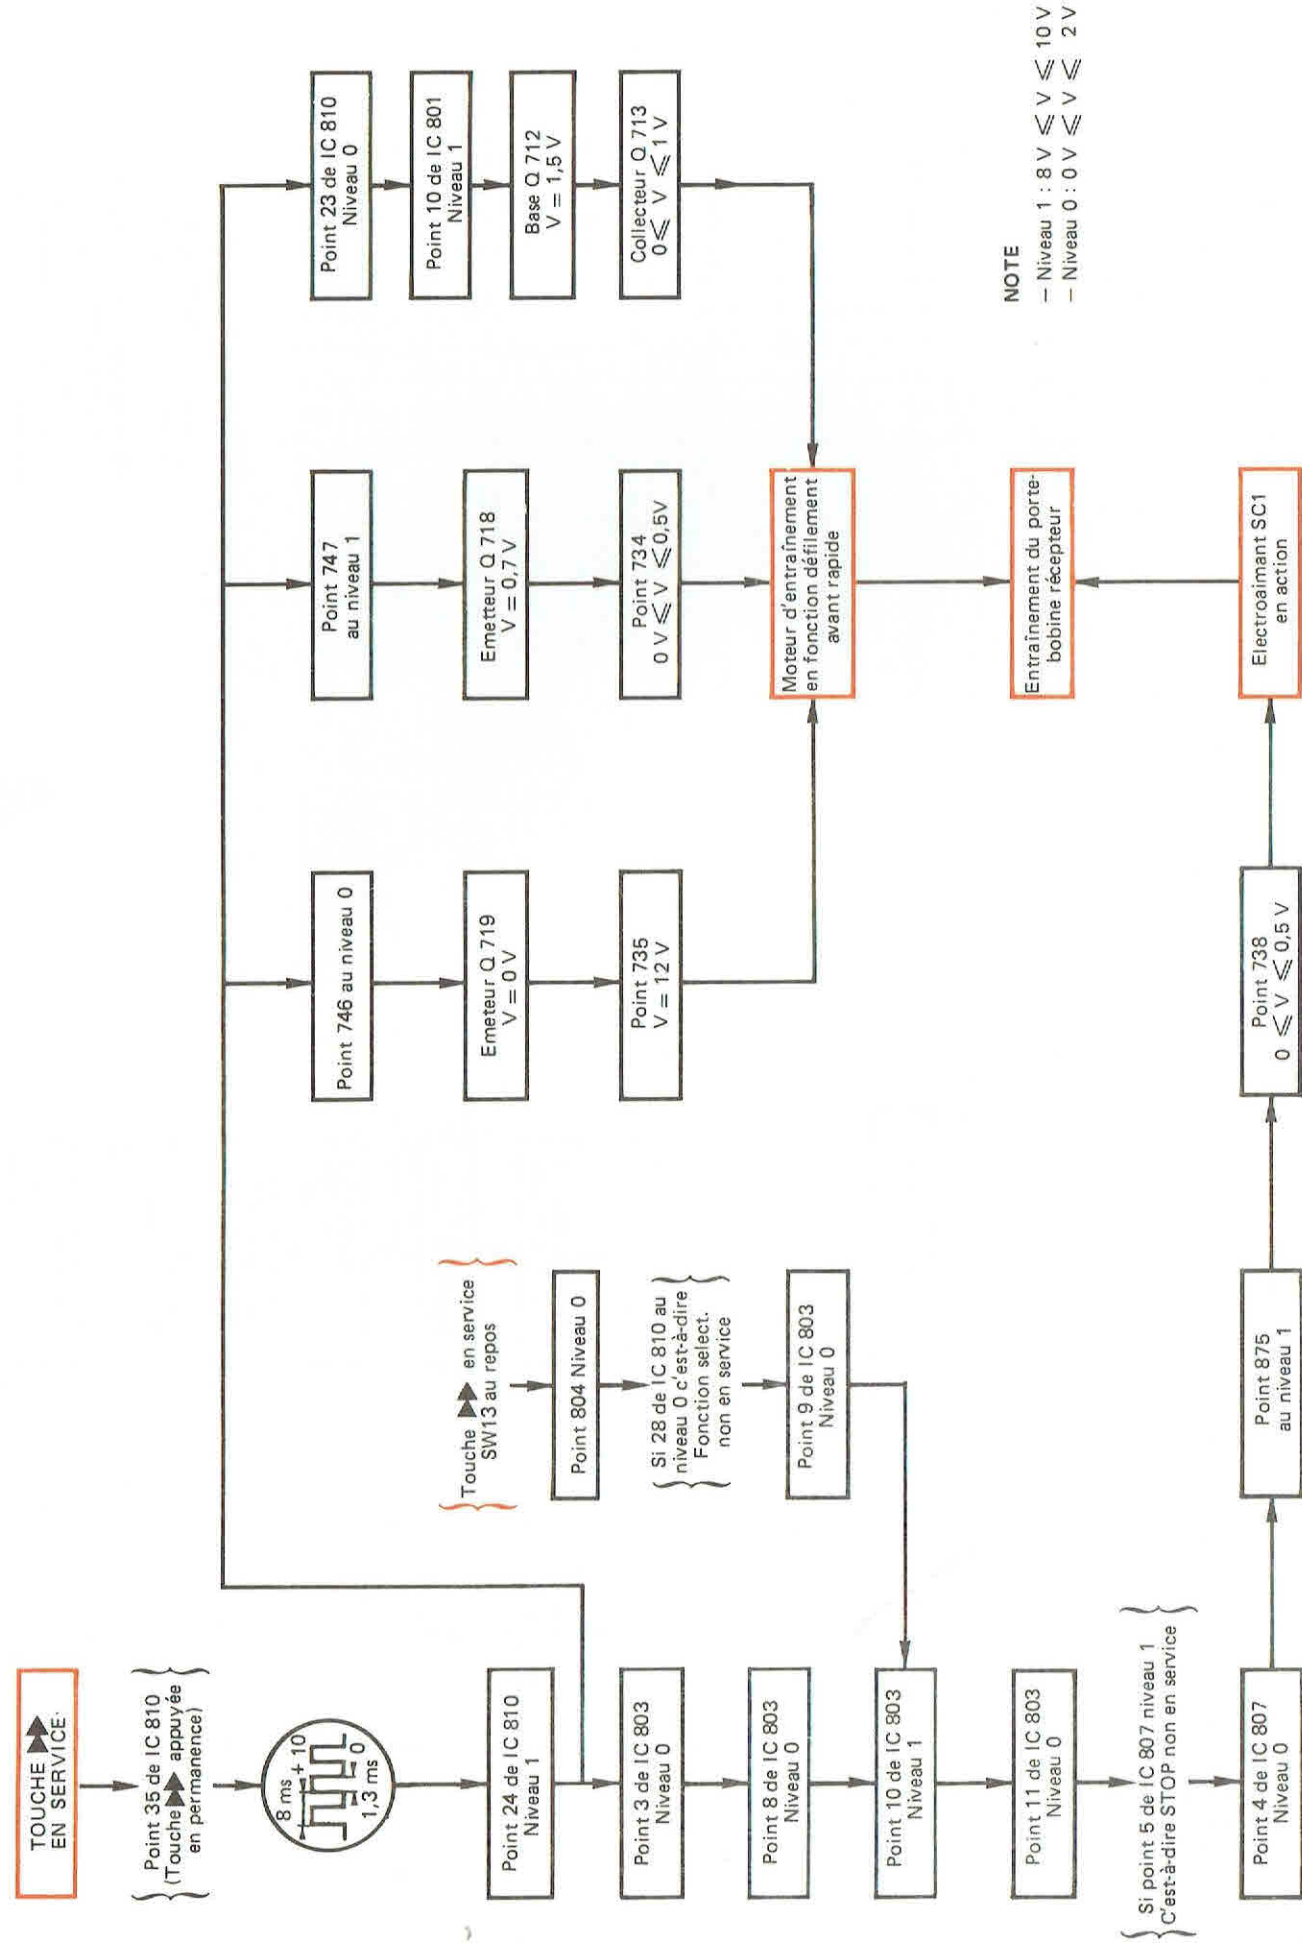 TOUCHE ▶▶
EN SERVICE.
Point 35 de IC 810
(Touche ▶▶ appuyée
en permanence)
8 ms
+ 10
0
1,3 ms
Point 24 de IC 810
Niveau 1
Point 3 de IC 803
Niveau 0
Point 8 de IC 803
Niveau 0
Point 10 de IC 803
Niveau 1
Point 11 de IC 803
Niveau 0
Si point 5 de IC 807 niveau 1
C'est-à-dire STOP non en service
Point 4 de IC 807
Niveau 0
Touche ▶▶ en service
SW13 au repos
Point 804 Niveau 0
Si 28 de IC 810 au
niveau 0 c'est-à-dire
Fonction select.
non en service
Point 9 de IC 803
Niveau 0
Point 875
au niveau 1
Point 746 au niveau 0
Emeteur Q 719
V = 0 V
Point 735
V = 12 V
Point 738
0 ⩽ V ⩽ 0,5 V
Point 747
au niveau 1
Emetteur Q 718
V = 0,7 V
Point 734
0 V ⩽ V ⩽ 0,5V
Moteur d'entraînement
en fonction défilement
avant rapide
Entraînement du porte-
bobine récepteur
Electroaimant SC1
en action
Point 23 de IC 810
Niveau 0
Point 10 de IC 801
Niveau 1
Base Q 712
V = 1,5 V
Collecteur Q 713
0 ⩽ V ⩽ 1 V
NOTE
— Niveau 1 : 8 V ⩽ V ⩽ 10 V
— Niveau 0 : 0 V ⩽ V ⩽ 2 V